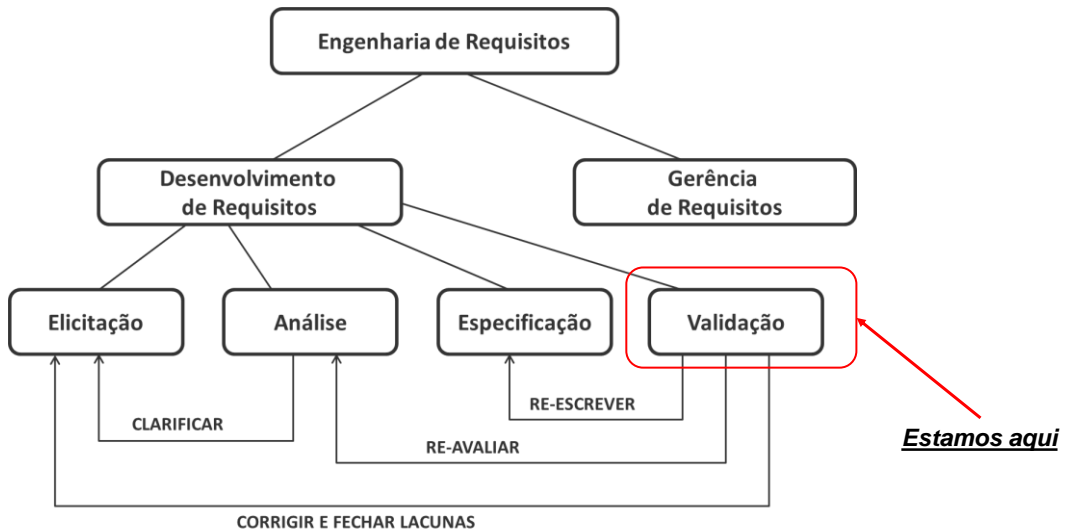 Engenharia de Requisitos
Desenvolvimento
de Requisitos
Gerência
de Requisitos
Elicitação
Análise
Especificação
Validação
RE-ESCREVER
CLARIFICAR
RE-AVALIAR
Estamos aqui
CORRIGIR E FECHAR LACUNAS